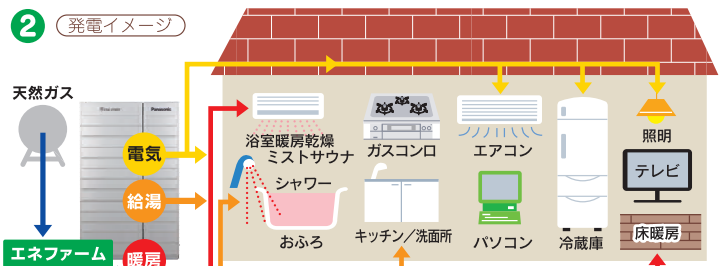 2 発電イメージ
天然ガス
Panasonic
電気
給湯
暖房
エネファーム
浴室暖房乾燥
ミストサウナ
ガスコンロ
エアコン
照明
シャワー
テレビ
おふろ
キッチン／洗面所
パソコン
冷蔵庫
床暖房